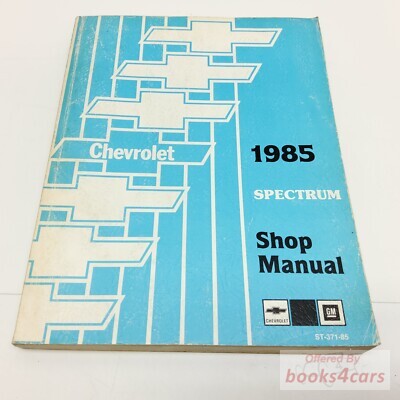 Chevrolet
1985
SPECTRUM
Shop
Manual
CHEVROLET
GM
ST-371-85
Offered By
books4cars